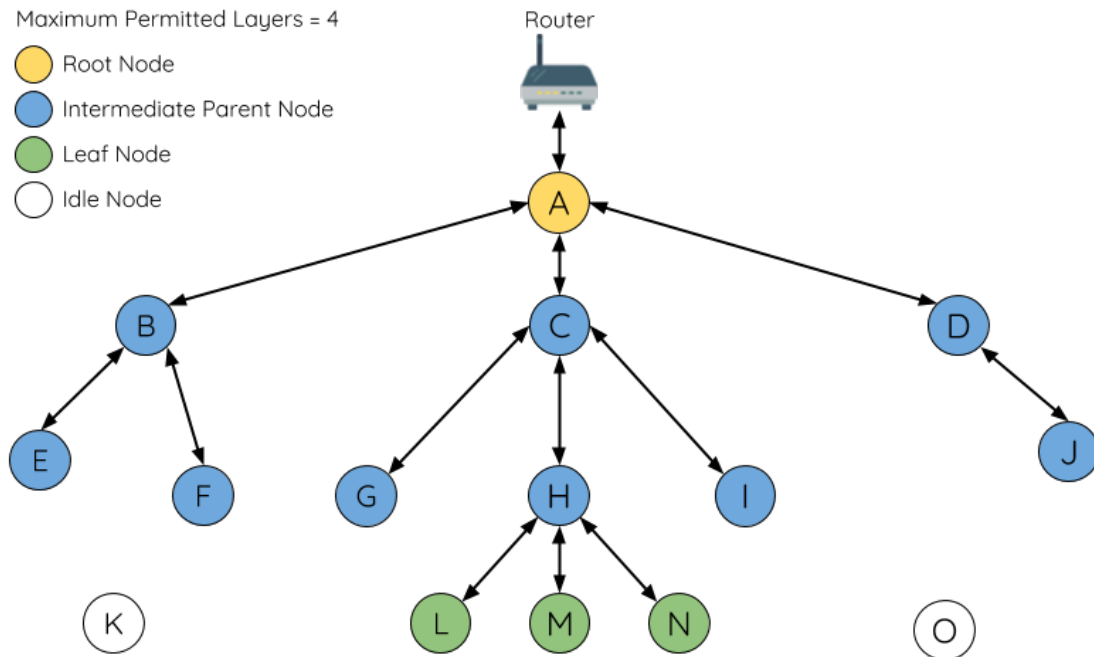 Maximum Permitted Layers = 4
Router
Root Node
Intermediate Parent Node
Leaf Node
Idle Node
A
B
C
D
E
F
G
H
I
J
K
L
M
N
O